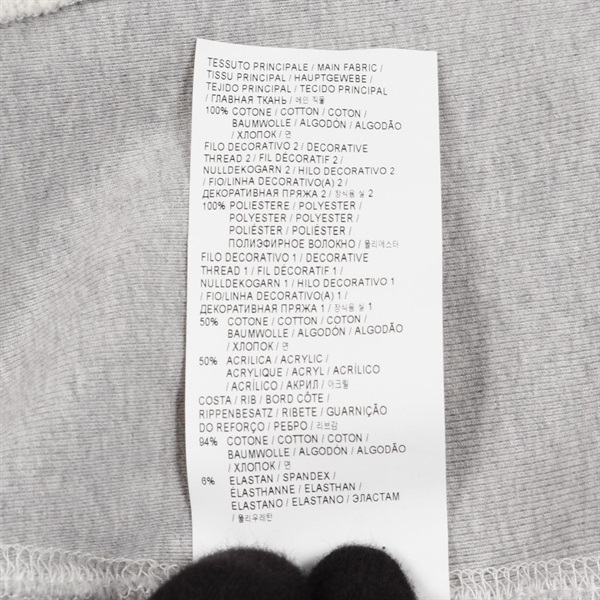 TESSUTO PRINCIPALE / MAIN FABRIC /
TISSU PRINCIPAL / HAUPTGEWEBE /
TEJIDO PRINCIPAL / TECIDO PRINCIPAL
/ ГЛАВНАЯ ТКАНЬ / 메인 직물
100% COTONE / COTTON / COTON /
BAUMWOLLE / ALGODÓN / ALGODÃO
/ ХЛОПОК / 면
FILO DECORATIVO 2 / DECORATIVE
THREAD 2 / FIL DÉCORATIF 2 /
NULLDEKOGARN 2 / HILO DECORATIVO 2
/ FIO/LINHA DECORATIVO(A) 2 /
ДЕКОРАТИВНАЯ ПРЯЖА 2 / 장식용 실 2
100% POLIESTERE / POLYESTER /
POLYESTER / POLYESTER /
POLIÉSTER / POLIÉSTER /
ПОЛИЭФИРНОЕ ВОЛОКНО /폴리에스터
FILO DECORATIVO 1 / DECORATIVE
THREAD 1 / FIL DÉCORATIF 1 /
NULLDEKOGARN 1 / HILO DECORATIVO 1
/ FIO/LINHA DECORATIVO(A) 1 /
ДЕКОРАТИВНАЯ ПРЯЖА 1 / 장식용 실 1
50% COTONE / COTTON / COTON /
BAUMWOLLE / ALGODÓN / ALGODÃO
/ ХЛОПОК / 면
50% ACRILICA / ACRYLIC /
ACRYLIQUE / ACRYL / ACRÍLICO
/ ACRÍLICO / АКРИЛ / 아크릴
COSTA / RIB / BORD CÔTE /
RIPPENBESATZ / RIBETE / GUARNIÇÃO
DO REFORÇO / РЕБРО / 리브감
94% COTONE / COTTON / COTON /
BAUMWOLLE / ALGODÓN / ALGODÃO
/ ХЛОПОК / 면
6% ELASTAN / SPANDEX /
ÉLASTHANNE / ELASTHAN /
ELASTANO / ELASTANO / ЭЛАСТАМ
/ 폴리우레탄